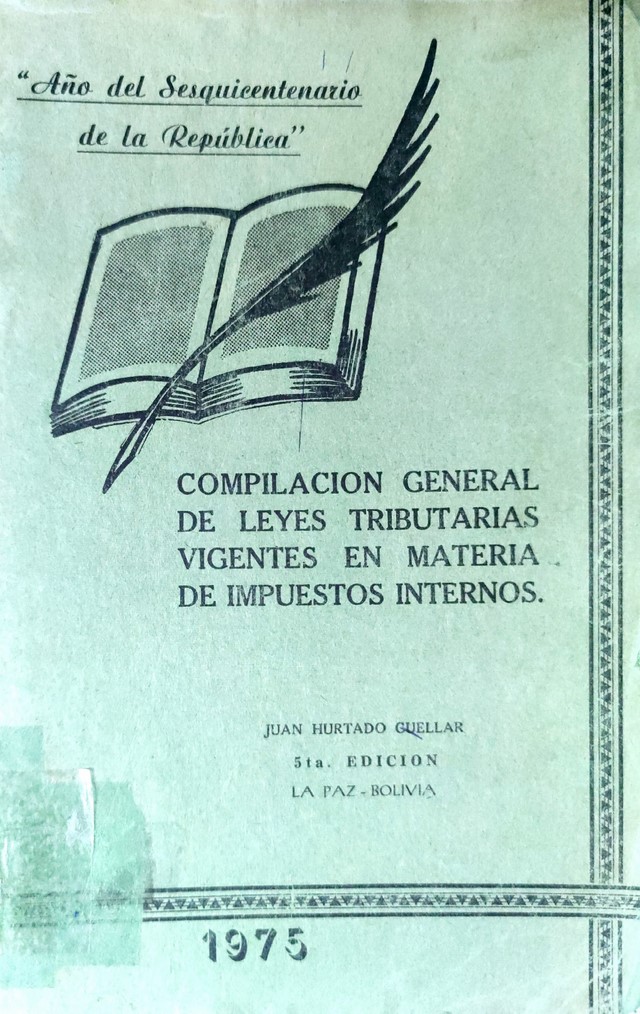 “Año del Sesquicentenario
de la República”
COMPILACION GENERAL
DE LEYES TRIBUTARIAS
VIGENTES EN MATERIA
DE IMPUESTOS INTERNOS.
JUAN HURTADO GUELLAR
5ta. EDICION
LA PAZ - BOLIVIA
1975